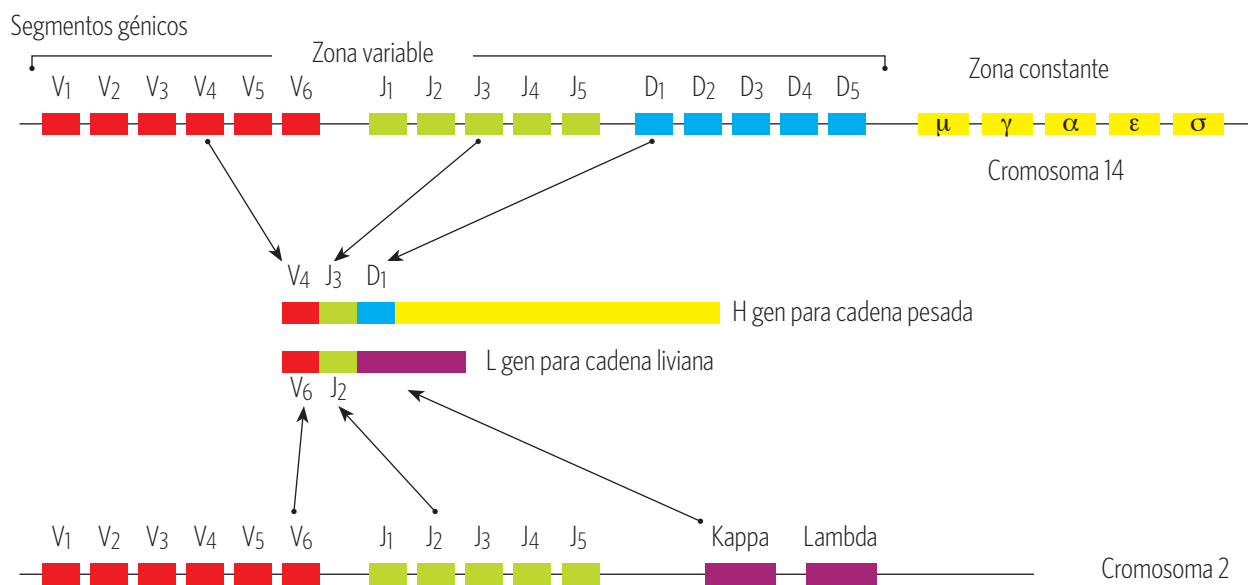 Segmentos génicos
Zona variable
Zona constante
V1 V2 V3 V4 V5 V6 J1 J2 J3 J4 J5 D1 D2 D3 D4 D5
μ γ α ε σ
Cromosoma 14
V4 J3 D1
H gen para cadena pesada
L gen para cadena liviana
V6 J2
V1 V2 V3 V4 V5 V6 J1 J2 J3 J4 J5 Kappa Lambda
Cromosoma 2